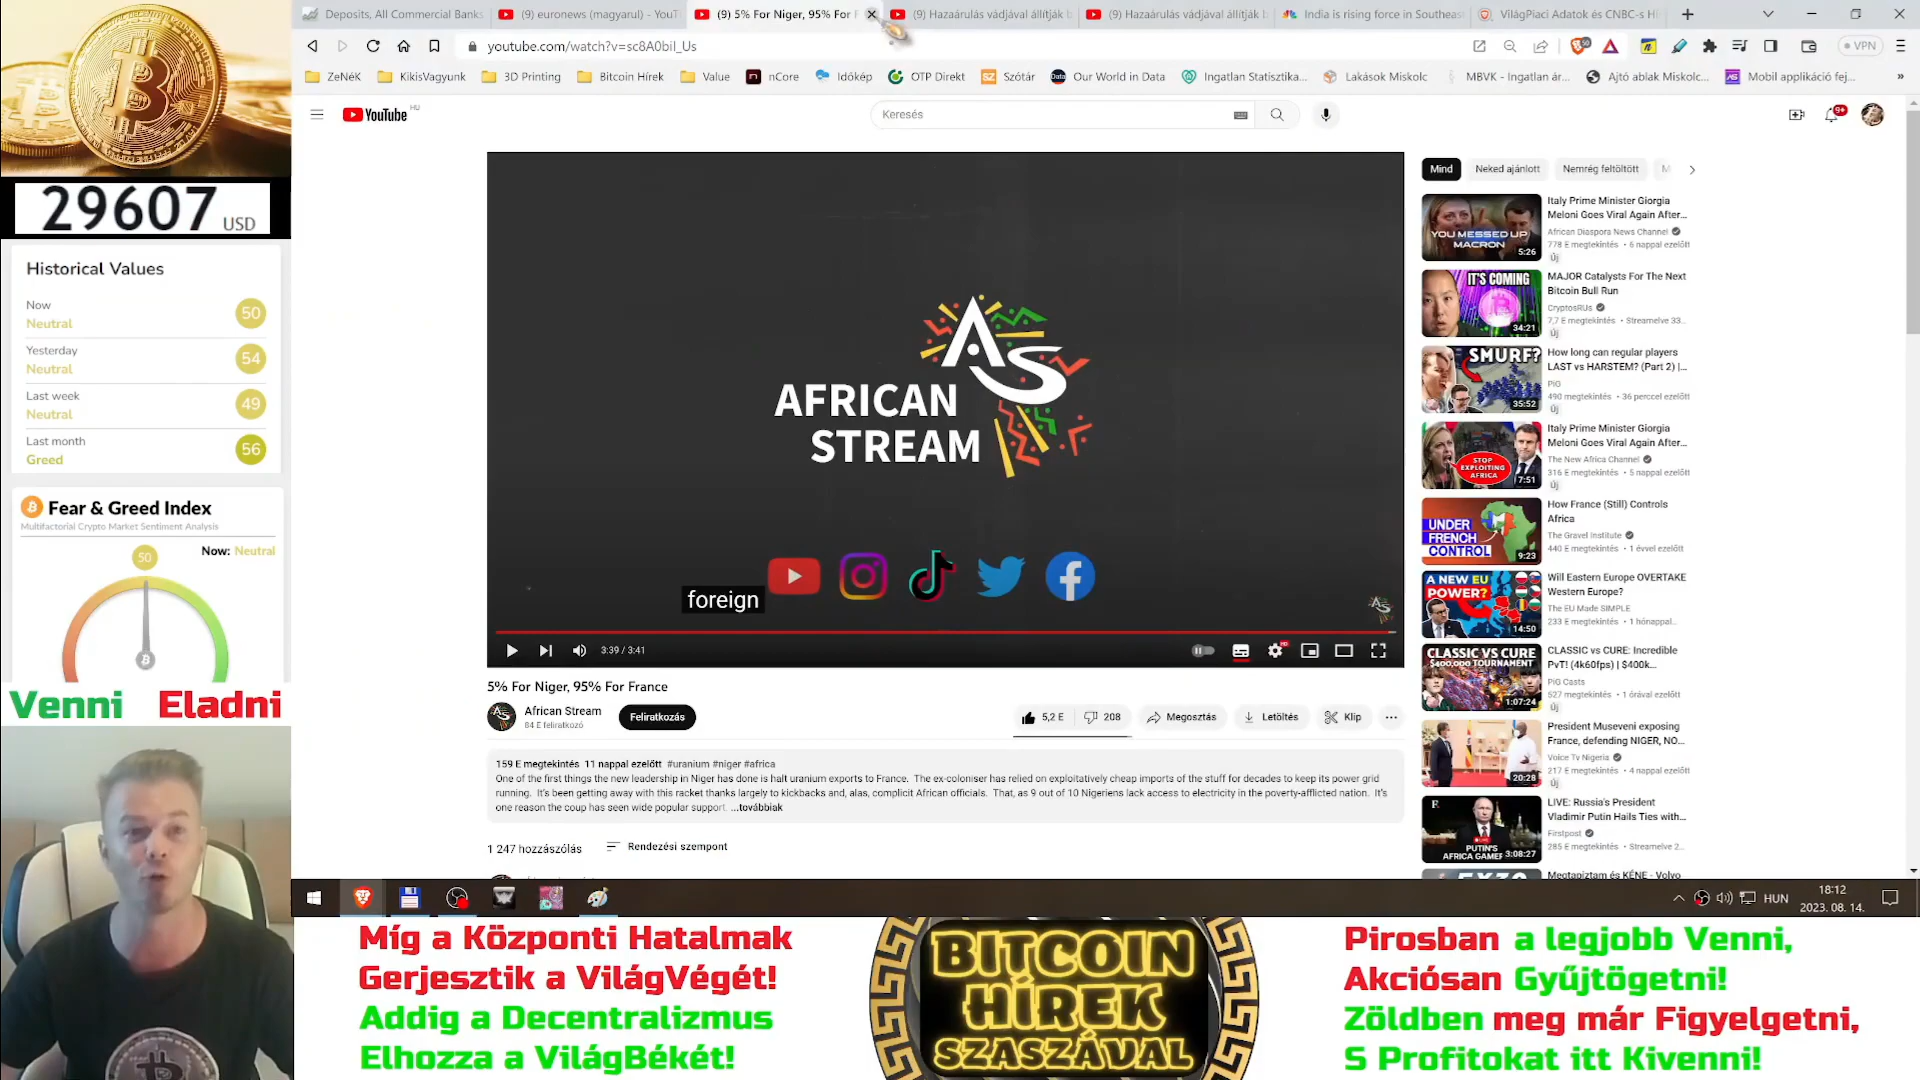 Deposits, All Commercial Banks
(9) euronews (magyarul) - YouT
(9) 5% For Niger, 95% For F
(9) Hazaárulás vádjával állítják b
(9) Hazaárulás vádjával állítják b
India is rising force in Southeast
VilágPiaci Adatok és CNBC-s H
youtube.com/watch?v=sc8A0biI_Us
VPN
ZeNéK
KikisVagyunk
3D Printing
Bitcoin Hírek
Value
nCore
Időkép
OTP Direkt
Szótár
Our World in Data
Ingatlan Statisztika...
Lakások Miskolc
MBVK - Ingatlan ár...
Ajtó ablak Miskolc...
Mobil applikáció fej...
YouTube HU
Keresés
9+
29607 USD
Historical Values
Now
Neutral
50
Yesterday
Neutral
54
Last week
Neutral
49
Last month
Greed
56
Fear & Greed Index
Multifactorial Crypto Market Sentiment Analysis
Now: Neutral
50
Venni Eladni
AS
AFRICAN
STREAM
foreign
3:39 / 3:41
5% For Niger, 95% For France
African Stream
84 E feliratkozó
Feliratkozás
5,2 E
208
Megosztás
Letöltés
Klip
159 E megtekintés 11 nappal ezelőtt #uranium #niger #africa
One of the first things the new leadership in Niger has done is halt uranium exports to France. The ex-coloniser has relied on exploitatively cheap imports of the stuff for decades to keep its power grid
running. It's been getting away with this racket thanks largely to kickbacks and, alas, complicit African officials. That, as 9 out of 10 Nigeriens lack access to electricity in the poverty-afflicted nation. It's
one reason the coup has seen wide popular support. ...továbbiak
1 247 hozzászólás
Rendezési szempont
Mind
Neked ajánlott
Nemrég feltöltött
YOU MESSED UP
MACRON
5:26
Italy Prime Minister Giorgia
Meloni Goes Viral Again After...
African Diaspora News Channel
778 E megtekintés • 6 nappal ezelőtt
Új
IT'S COMING
34:21
MAJOR Catalysts For The Next
Bitcoin Bull Run
CryptosRUs
7,7 E megtekintés • Streamelve 33...
Új
SMURF?
35:52
How long can regular players
LAST vs HARSTEM? (Part 2) |...
PiG
490 megtekintés • 36 perccel ezelőtt
Új
STOP
EXPLOITING
AFRICA
7:51
Italy Prime Minister Giorgia
Meloni Goes Viral Again After...
The New Africa Channel
316 E megtekintés • 5 nappal ezelőtt
Új
UNDER
FRENCH
CONTROL
9:23
How France (Still) Controls
Africa
The Gravel Institute
440 E megtekintés • 1 évvel ezelőtt
A NEW EU
POWER?
14:50
Will Eastern Europe OVERTAKE
Western Europe?
The EU Made SIMPLE
233 E megtekintés • 1 hónappal...
CLASSIC VS CURE
$400,000 TOURNAMENT
1:07:24
CLASSIC vs CURE: Incredible
PvT! (4k60fps) | $400k...
PiG Casts
527 megtekintés • 1 órával ezelőtt
20:28
President Museveni exposing
France, defending NIGER, NO...
Voice Tv Nigeria
217 E megtekintés • 4 nappal ezelőtt
Új
PUTIN'S
AFRICA GAME
3:08:27
LIVE: Russia's President
Vladimir Putin Hails Ties with...
Firstpost
285 E megtekintés • Streamelve 2...
Megtapiztam és KÉNE - Volvo
HUN
18:12
2023. 08. 14.
Míg a Központi Hatalmak
Gerjesztik a VilágVégét!
Addig a Decentralizmus
Elhozza a VilágBékét!
BITCOIN
HÍREK
SZASZÁVAL
Pirosban a legjobb Venni,
Akciósan Gyűjtögetni!
Zöldben meg már Figyelgetni,
S Profitokat itt Kivenni!